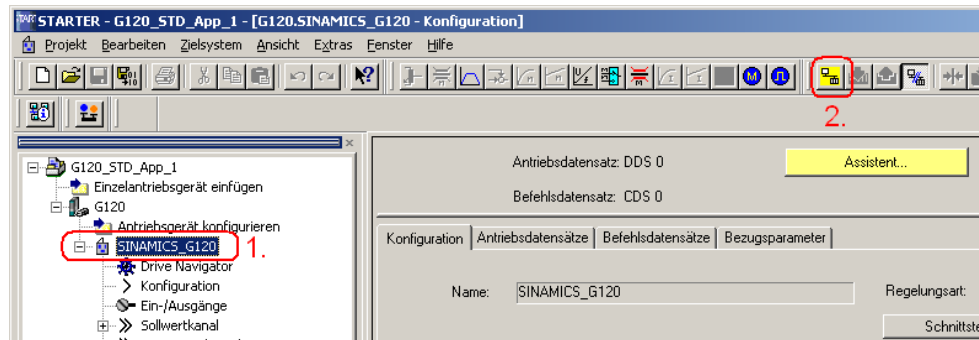 STARTER - G120_STD_App_1 - [G120.SINAMICS_G120 - Konfiguration]
Projekt Bearbeiten Zielsystem Ansicht Extras Fenster Hilfe
2.
G120_STD_App_1
Einzelantriebsgerät einfügen
G120
Antriebsgerät konfigurieren
SINAMICS_G120
1.
Drive Navigator
Konfiguration
Ein-/Ausgänge
Sollwertkanal
Antriebsdatensatz: DDS 0
Assistent...
Befehlsdatensatz: CDS 0
Konfiguration Antriebsdatensätze Befehlsdatensätze Bezugsparameter
Name: SINAMICS_G120 Regelungsart: